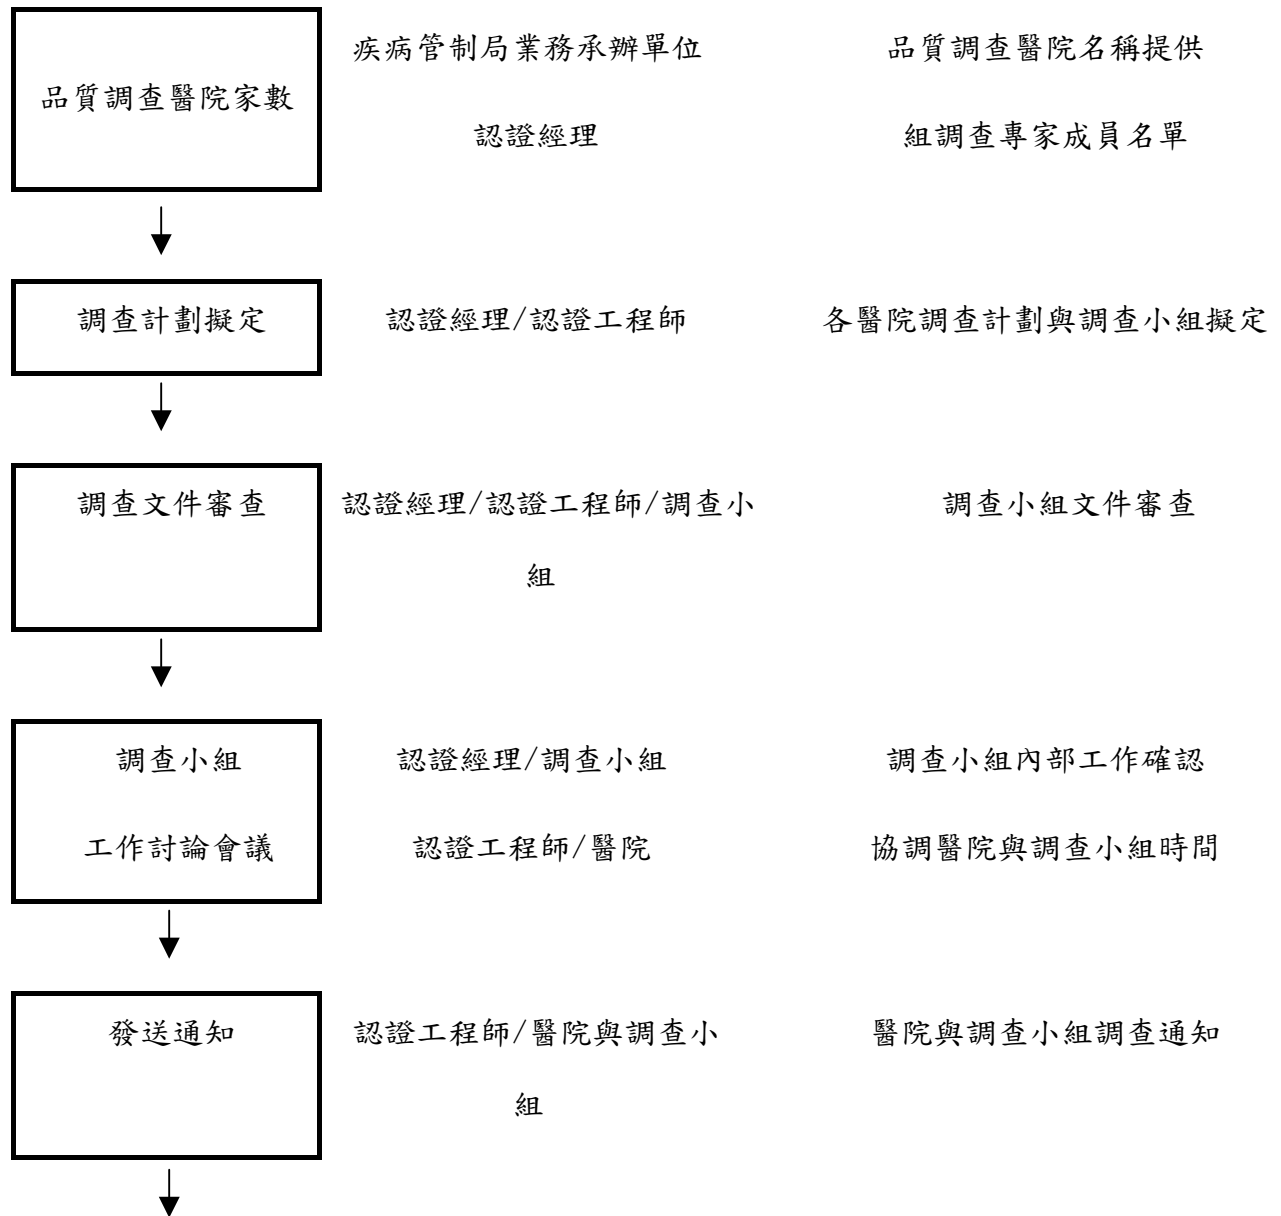 品質調查醫院家數
疾病管制局業務承辦單位
品質調查醫院名稱提供
認證經理
組調查專家成員名單
調查計劃擬定
認證經理/認證工程師
各醫院調查計劃與調查小組擬定
調查文件審查
認證經理/認證工程師/調查小
組
調查小組文件審查
調查小組
工作討論會議
認證經理/調查小組
調查小組內部工作確認
認證工程師/醫院
協調醫院與調查小組時間
發送通知
認證工程師/醫院與調查小
組
醫院與調查小組調查通知